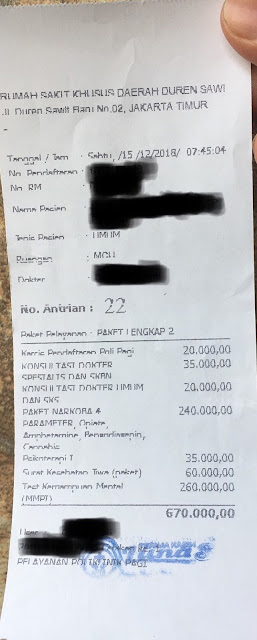 RUMAH SAKIT KHUSUS DAERAH DUREN SAWI
Jl. Duren Sawit Baru No.02, JAKARTA TIMUR
-
Tanggal / Jam : Sabtu, /15 /12/2018/ 07:45:04
No. Pendaftaran :
No. RM :
Nama Pasien :
Jenis Pasien : UMUM
Ruangan : MCU
Dokter :
No. Antrian : 22
Paket Pelayanan : PAKET LENGKAP 2
Karcis Pendaftaran Poli Pagi 20.000,00
KONSULTASI DOKTER 35.000,00
SPESIALIS DAN SKBN
KONSULTASI DOKTER UMUM 20.000,00
DAN SKS
PAKET NARKOBA 4 240.000,00
PARAMETER, Opiate,
Amphetamine, Benzodiasepin,
Cannabis
Psikoterapi I 35.000,00
Surat Kesehatan Jiwa (paket) 60.000,00
Test Kemampuan Mental 260.000,00
(MMPI)
670.000,00
User
PELAYANAN POLIKLINIK PAGI